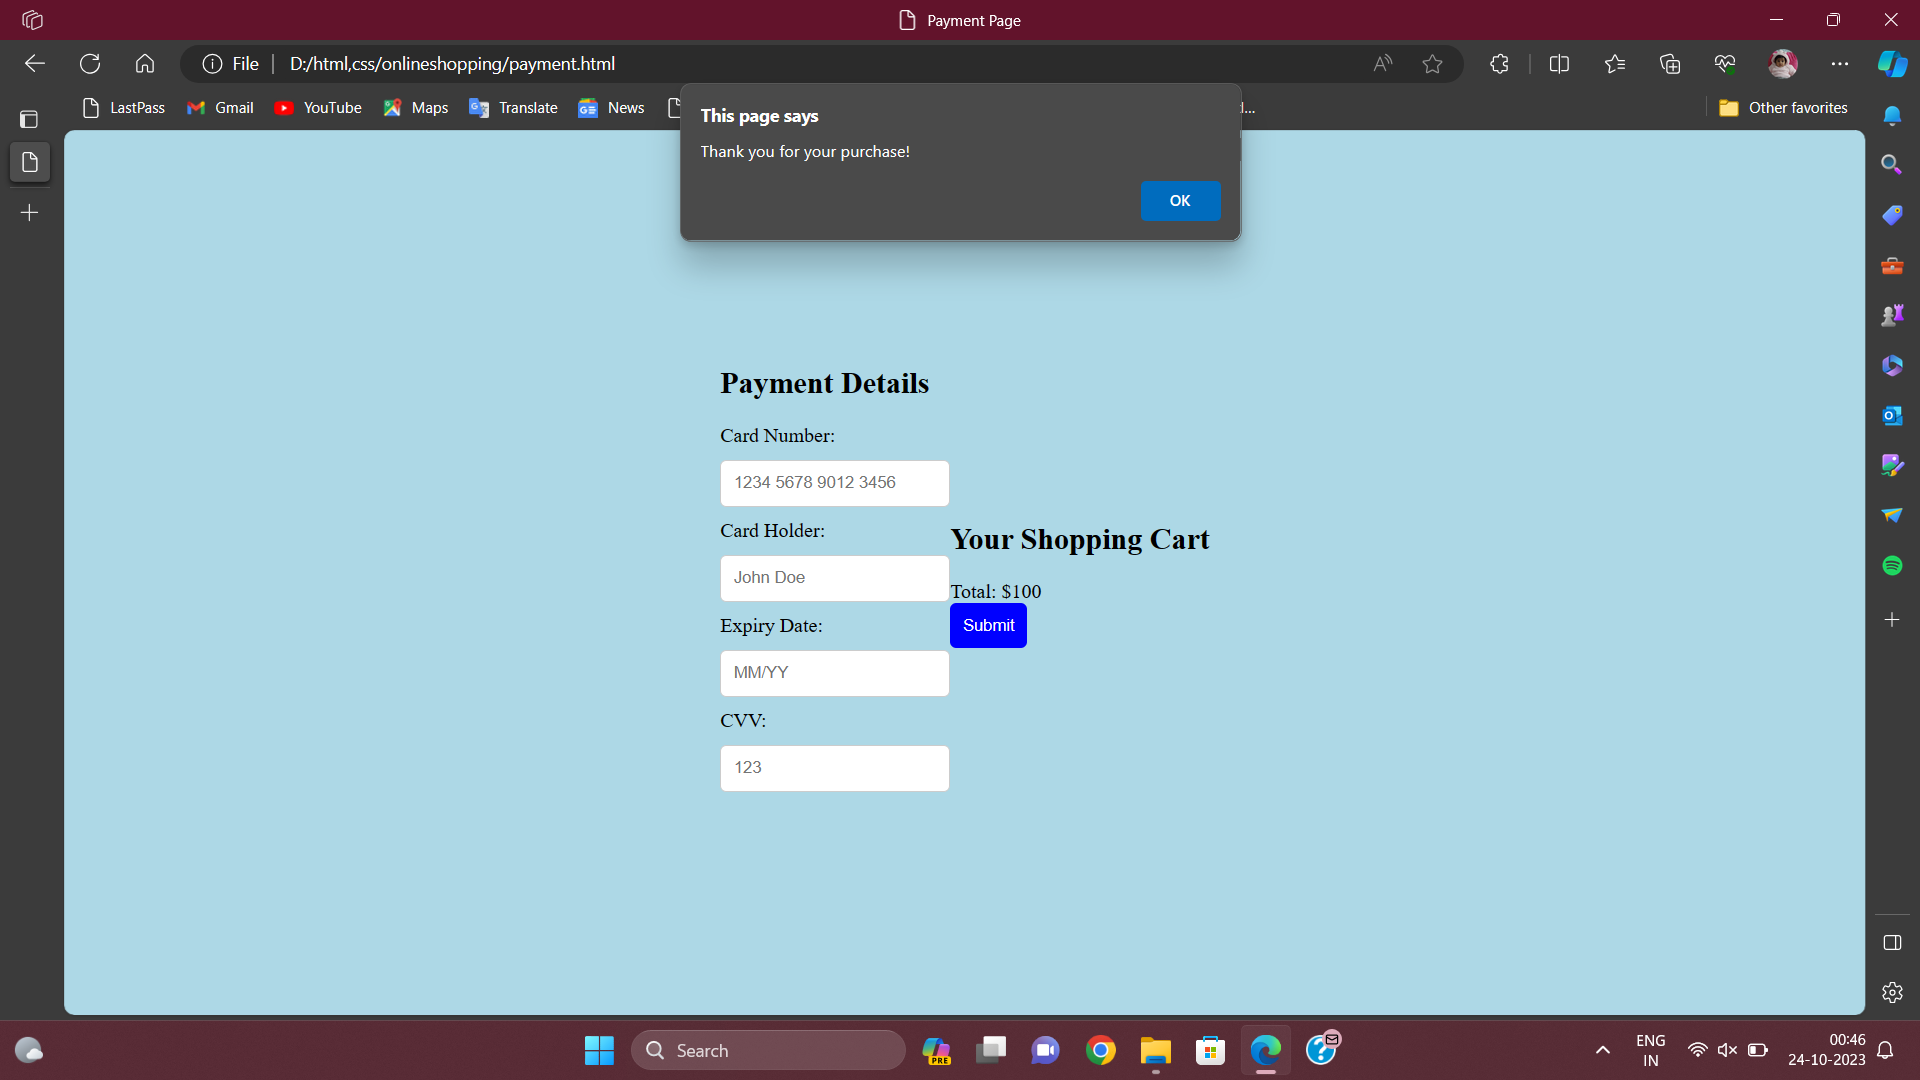 Payment Page
File
D:/html,css/onlineshopping/payment.html
LastPass
Gmail
YouTube
Maps
Translate
News
Other favorites
This page says
Thank you for your purchase!
OK
Payment Details
Card Number:
1234 5678 9012 3456
Card Holder:
John Doe
Expiry Date:
MM/YY
CVV:
123
Your Shopping Cart
Total: $100
Submit
Search
PRE
ENG
IN
00:46
24-10-2023